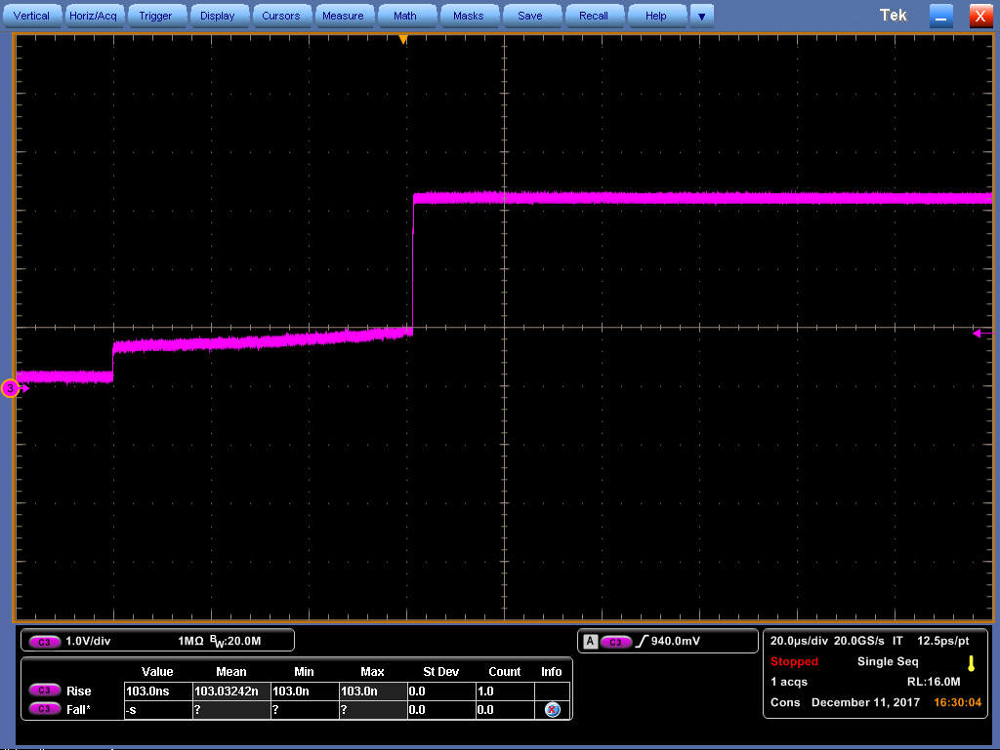 Vertical Horiz/Acq Trigger Display Cursors Measure Math Masks Save Recall Help Tek X
3
C3 1.0V/div 1MΩ BW:20.0M
A C3 940.0mV
20.0µs/div 20.0GS/s IT 12.5ps/pt
Stopped Single Seq
1 acqs RL:16.0M
Cons December 11, 2017 16:30:04
Value Mean Min Max St Dev Count Info
C3 Rise 103.0ns 103.03242n 103.0n 103.0n 0.0 1.0
C3 Fall* -s ? ? ? 0.0 0.0